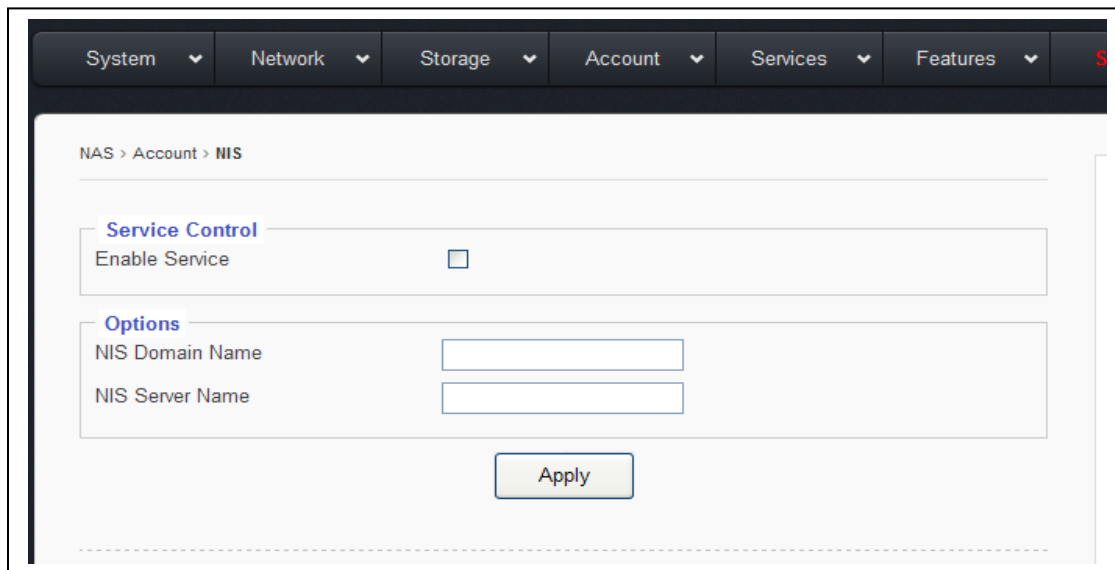 System Network Storage Account Services Features S
NAS > Account > NIS
Service Control
Enable Service
Options
NIS Domain Name
NIS Server Name
Apply